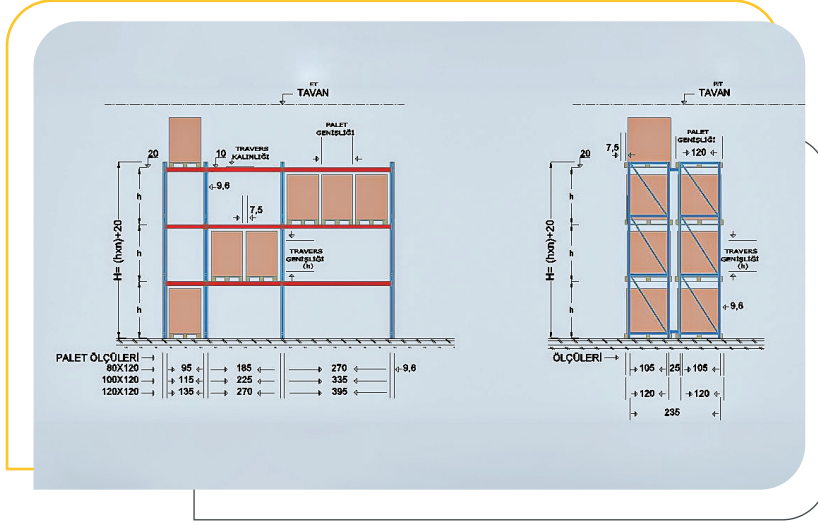 TAVAN
20
10
TRAVERS
KALINLIĞI
PALET
GENİŞLİĞİ
9,6
7,5
h
h
h
H= (hxn)+20
TRAVERS
GENİŞLİĞİ
(h)
PALET ÖLÇÜLERİ
80X120 95 185 270 9,6
100X120 115 225 335
120X120 135 270 395
TAVAN
20
7,5
PALET
GENİŞLİĞİ
120
h
h
h
H= (hxn)+20
TRAVERS
GENİŞLİĞİ
(h)
9,6
ÖLÇÜLERİ
105 25 105
120 120
235